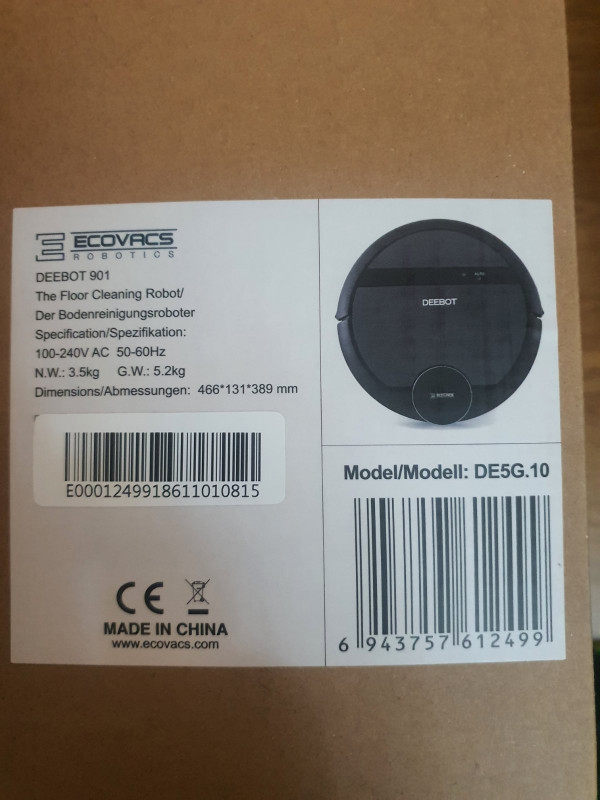 ECOVACS
ROBOTICS
DEEBOT 901
The Floor Cleaning Robot/
Der Bodenreinigungsroboter
Specification/Spezifikation:
100-240V AC 50-60Hz
N.W.: 3.5kg G.W.: 5.2kg
Dimensions/Abmessungen: 466*131*389 mm
E0001249918611010815
CE
MADE IN CHINA
www.ecovacs.com
AUTO
DEEBOT
ECOVACS
Model/Modell: DE5G.10
6 943757 612499